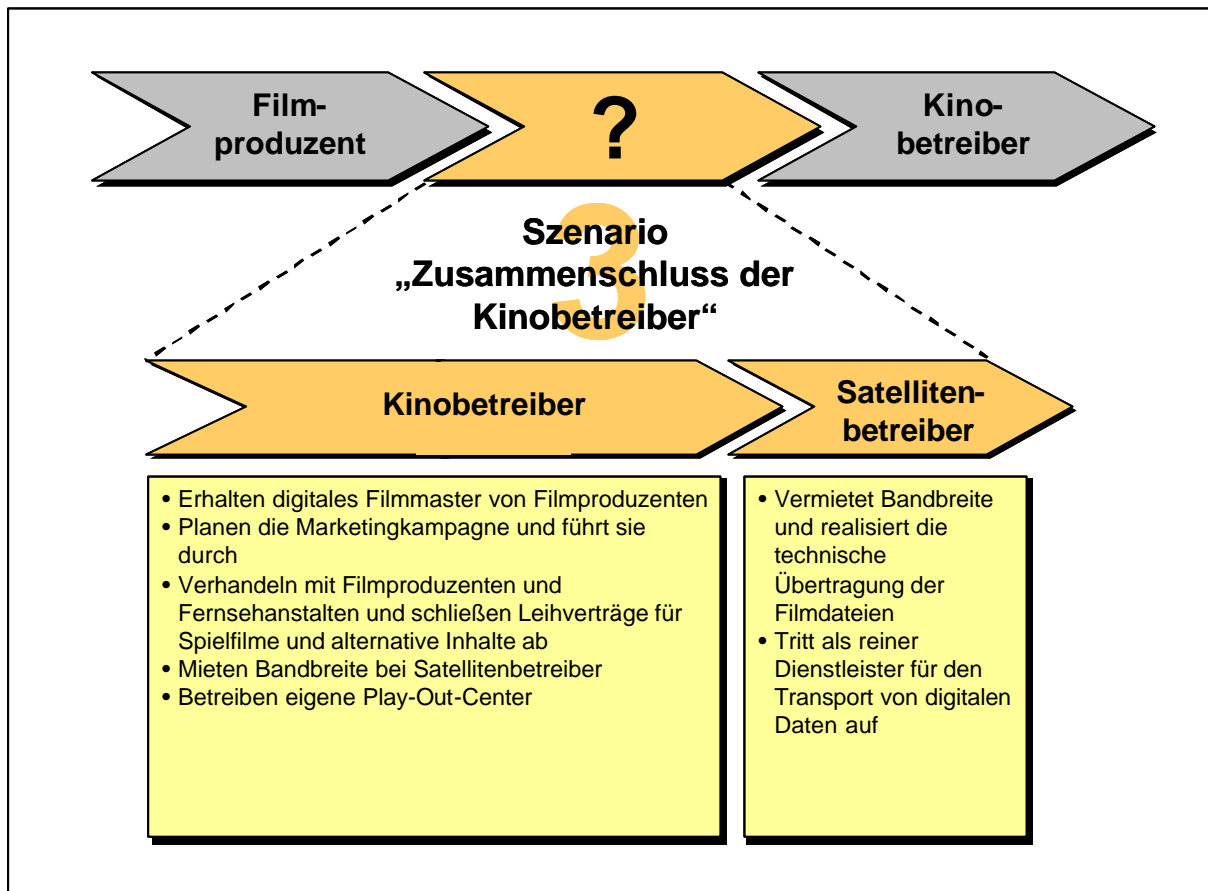 Film-
produzent
?
Kino-
betreiber
3
Szenario
„Zusammenschluss der
Kinobetreiber“
Kinobetreiber
Satelliten-
betreiber
• Erhalten digitales Filmmaster von Filmproduzenten
• Planen die Marketingkampagne und führt sie
durch
• Verhandeln mit Filmproduzenten und
Fernsehanstalten und schließen Leihverträge für
Spielfilme und alternative Inhalte ab
• Mieten Bandbreite bei Satellitenbetreiber
• Betreiben eigene Play-Out-Center
• Vermietet Bandbreite
und realisiert die
technische
Übertragung der
Filmdateien
• Tritt als reiner
Dienstleister für den
Transport von digitalen
Daten auf